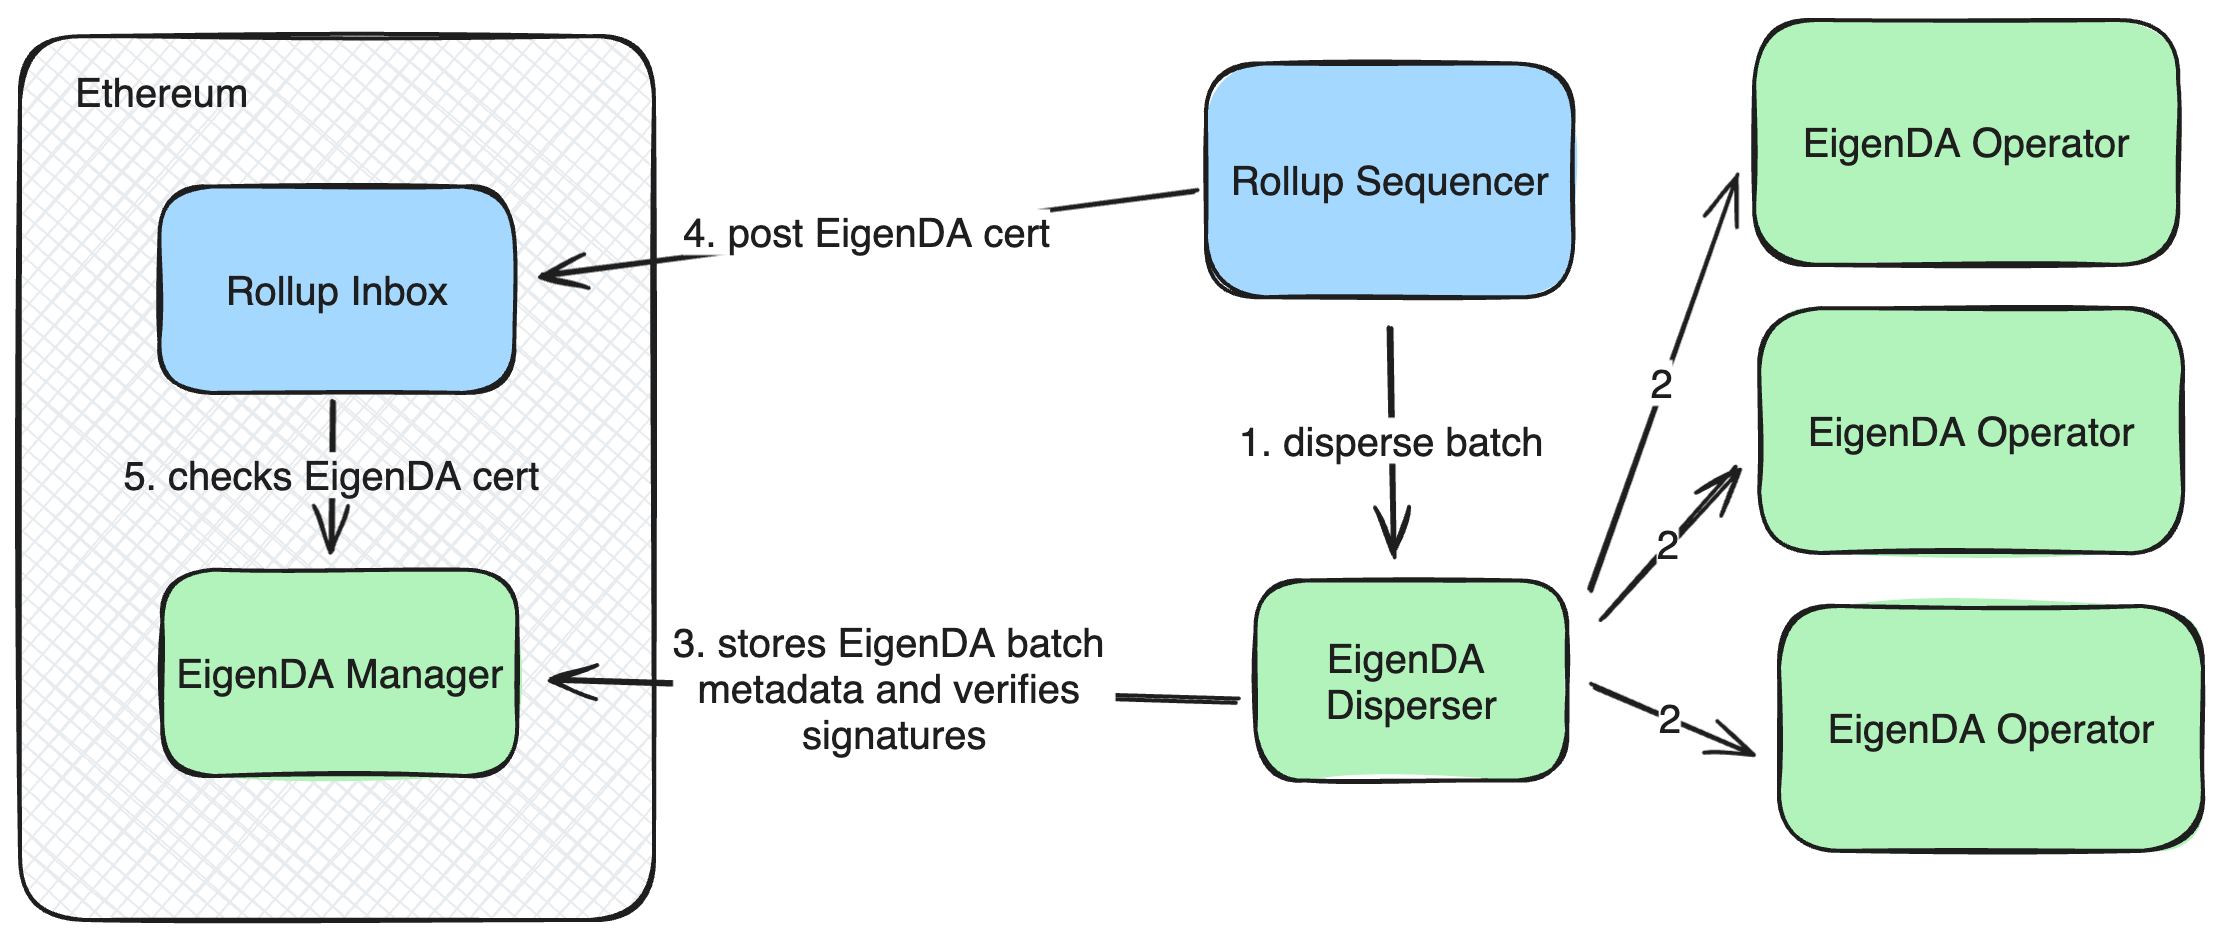 Ethereum
Rollup Inbox
5. checks EigenDA cert
EigenDA Manager
4. post EigenDA cert
3. stores EigenDA batch
metadata and verifies
signatures
Rollup Sequencer
1. disperse batch
EigenDA
Disperser
2
2
2
EigenDA Operator
EigenDA Operator
EigenDA Operator